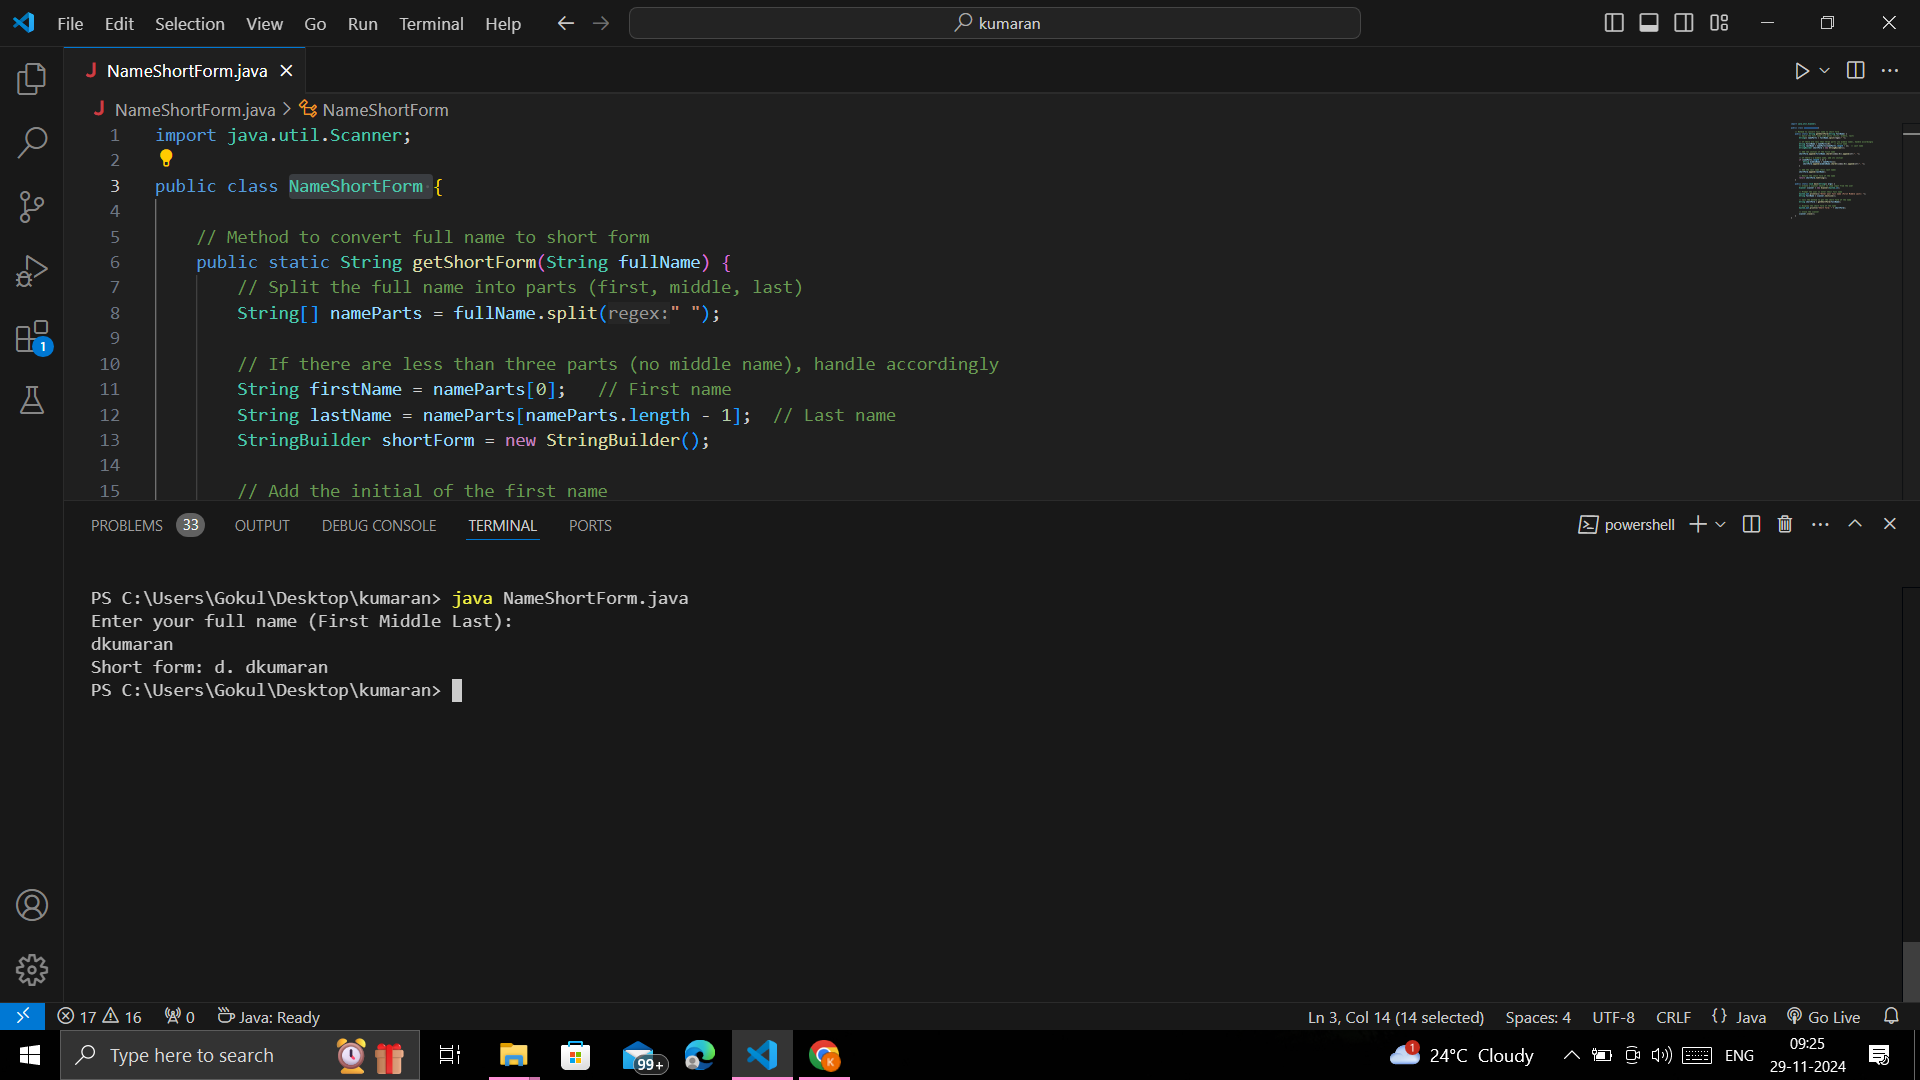 File Edit Selection View Go Run Terminal Help kumaran
NameShortForm.java
NameShortForm.java > NameShortForm
1 import java.util.Scanner;
2
3 public class NameShortForm {
4
5 // Method to convert full name to short form
6 public static String getShortForm(String fullName) {
7 // Split the full name into parts (first, middle, last)
8 String[] nameParts = fullName.split(regex:" ");
9
10 // If there are less than three parts (no middle name), handle accordingly
11 String firstName = nameParts[0]; // First name
12 String lastName = nameParts[nameParts.length - 1]; // Last name
13 StringBuilder shortForm = new StringBuilder();
14
15 // Add the initial of the first name
1
PROBLEMS 33 OUTPUT DEBUG CONSOLE TERMINAL PORTS powershell
PS C:\Users\Gokul\Desktop\kumaran> java NameShortForm.java
Enter your full name (First Middle Last):
dkumaran
Short form: d. dkumaran
PS C:\Users\Gokul\Desktop\kumaran>
17 16 0 Java: Ready Ln 3, Col 14 (14 selected) Spaces: 4 UTF-8 CRLF {} Java Go Live
Type here to search 99+ K 1 24°C Cloudy ENG 09:25
29-11-2024